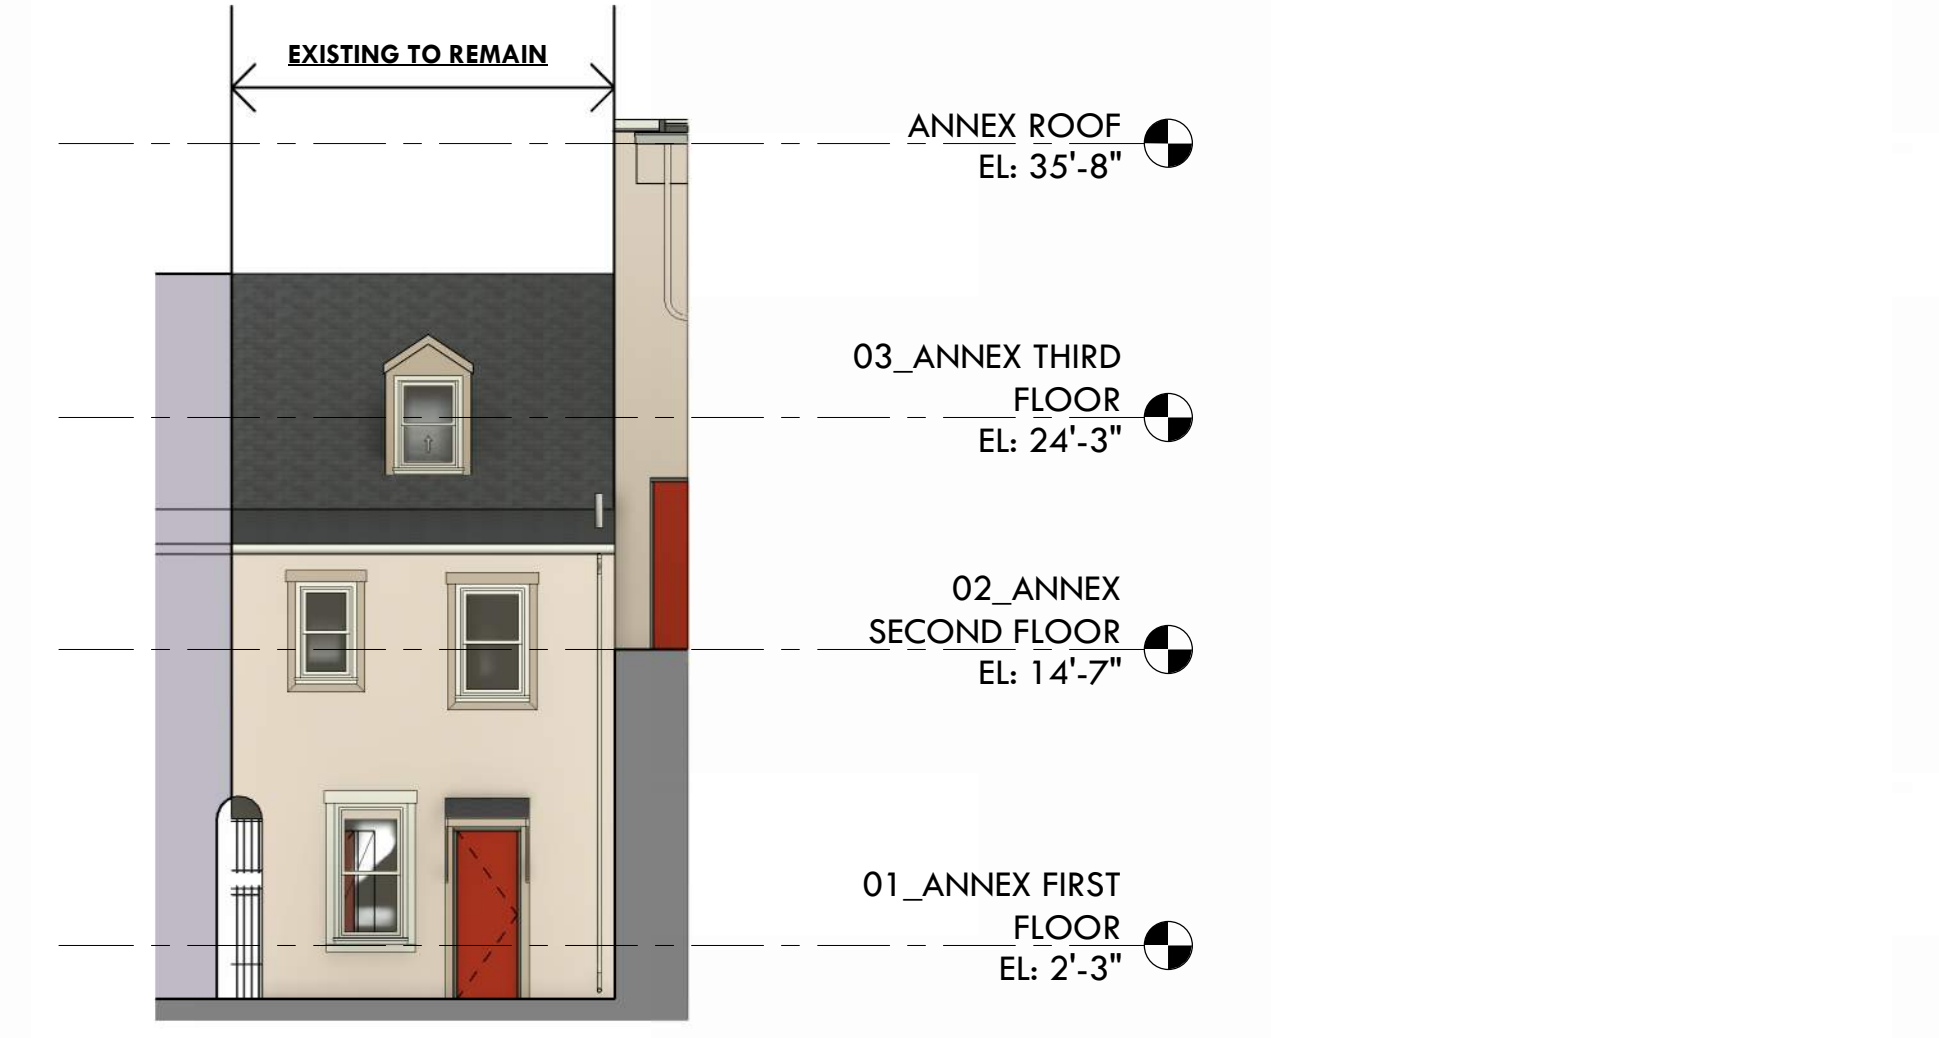 EXISTING TO REMAIN
ANNEX ROOF
EL: 35'-8"
03_ANNEX THIRD
FLOOR
EL: 24'-3"
02_ANNEX
SECOND FLOOR
EL: 14'-7"
01_ANNEX FIRST
FLOOR
EL: 2'-3"